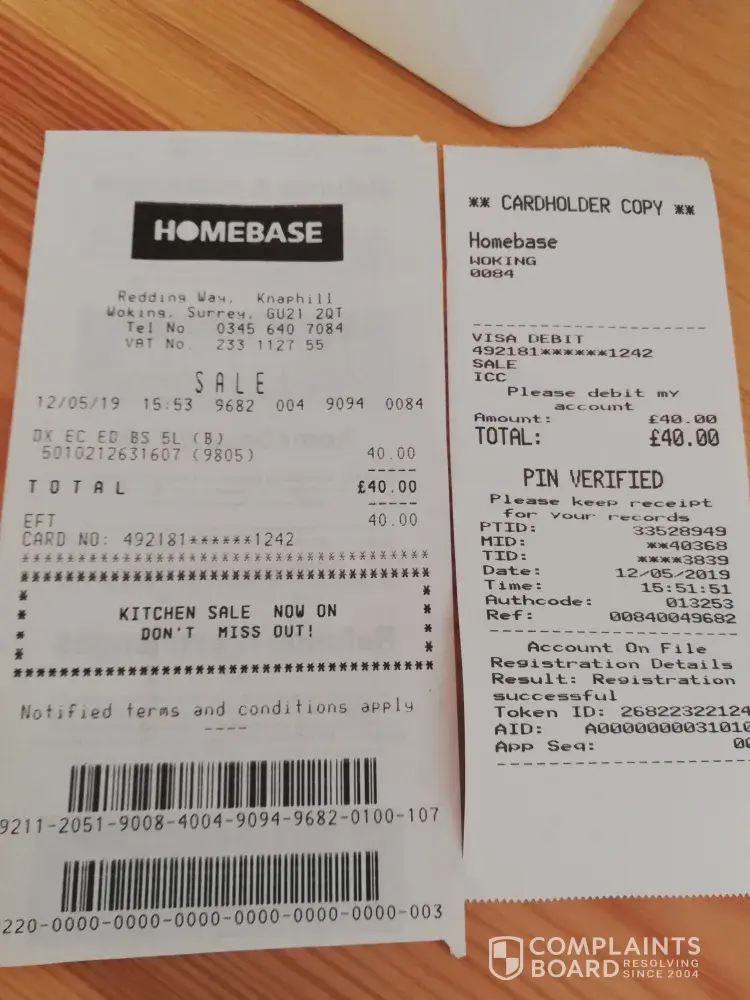 HOMEBASE
Redding Way, Knaphill
Woking, Surrey, GU21 2QT
Tel No 0345 640 7084
VAT No. 233 1127 55
SALE
12/05/19 15:53 9682 004 9094 0084
DX EC ED BS 5L (B)
5010212631607 (9805) 40.00
-----
TOTAL £40.00
-----
EFT 40.00
CARD NO: 492181******1242
****************************************
****************************************
* *
* KITCHEN SALE NOW ON *
* DON'T MISS OUT! *
* *
****************************************
Notified terms and conditions apply
----
9211-2051-9008-4004-9094-9682-0100-107
220-0000-0000-0000-0000-0000-0000-003
** CARDHOLDER COPY **
Homebase
WOKING
0084
------------------------
VISA DEBIT
492181******1242
SALE
ICC
Please debit my
account
Amount: £40.00
TOTAL: £40.00
PIN VERIFIED
Please keep receipt
for your records
PTID: 33528949
MID: **40368
TID: ****3839
Date: 12/05/2019
Time: 15:51:51
Authcode: 013253
Ref: 00840049682
------------------------
Account On File
Registration Details
Result: Registration
successful
Token ID: 26822322124
AID: A0000000031010
App Seq: 00
------------------------
COMPLAINTS
BOARD RESOLVING
SINCE 2004